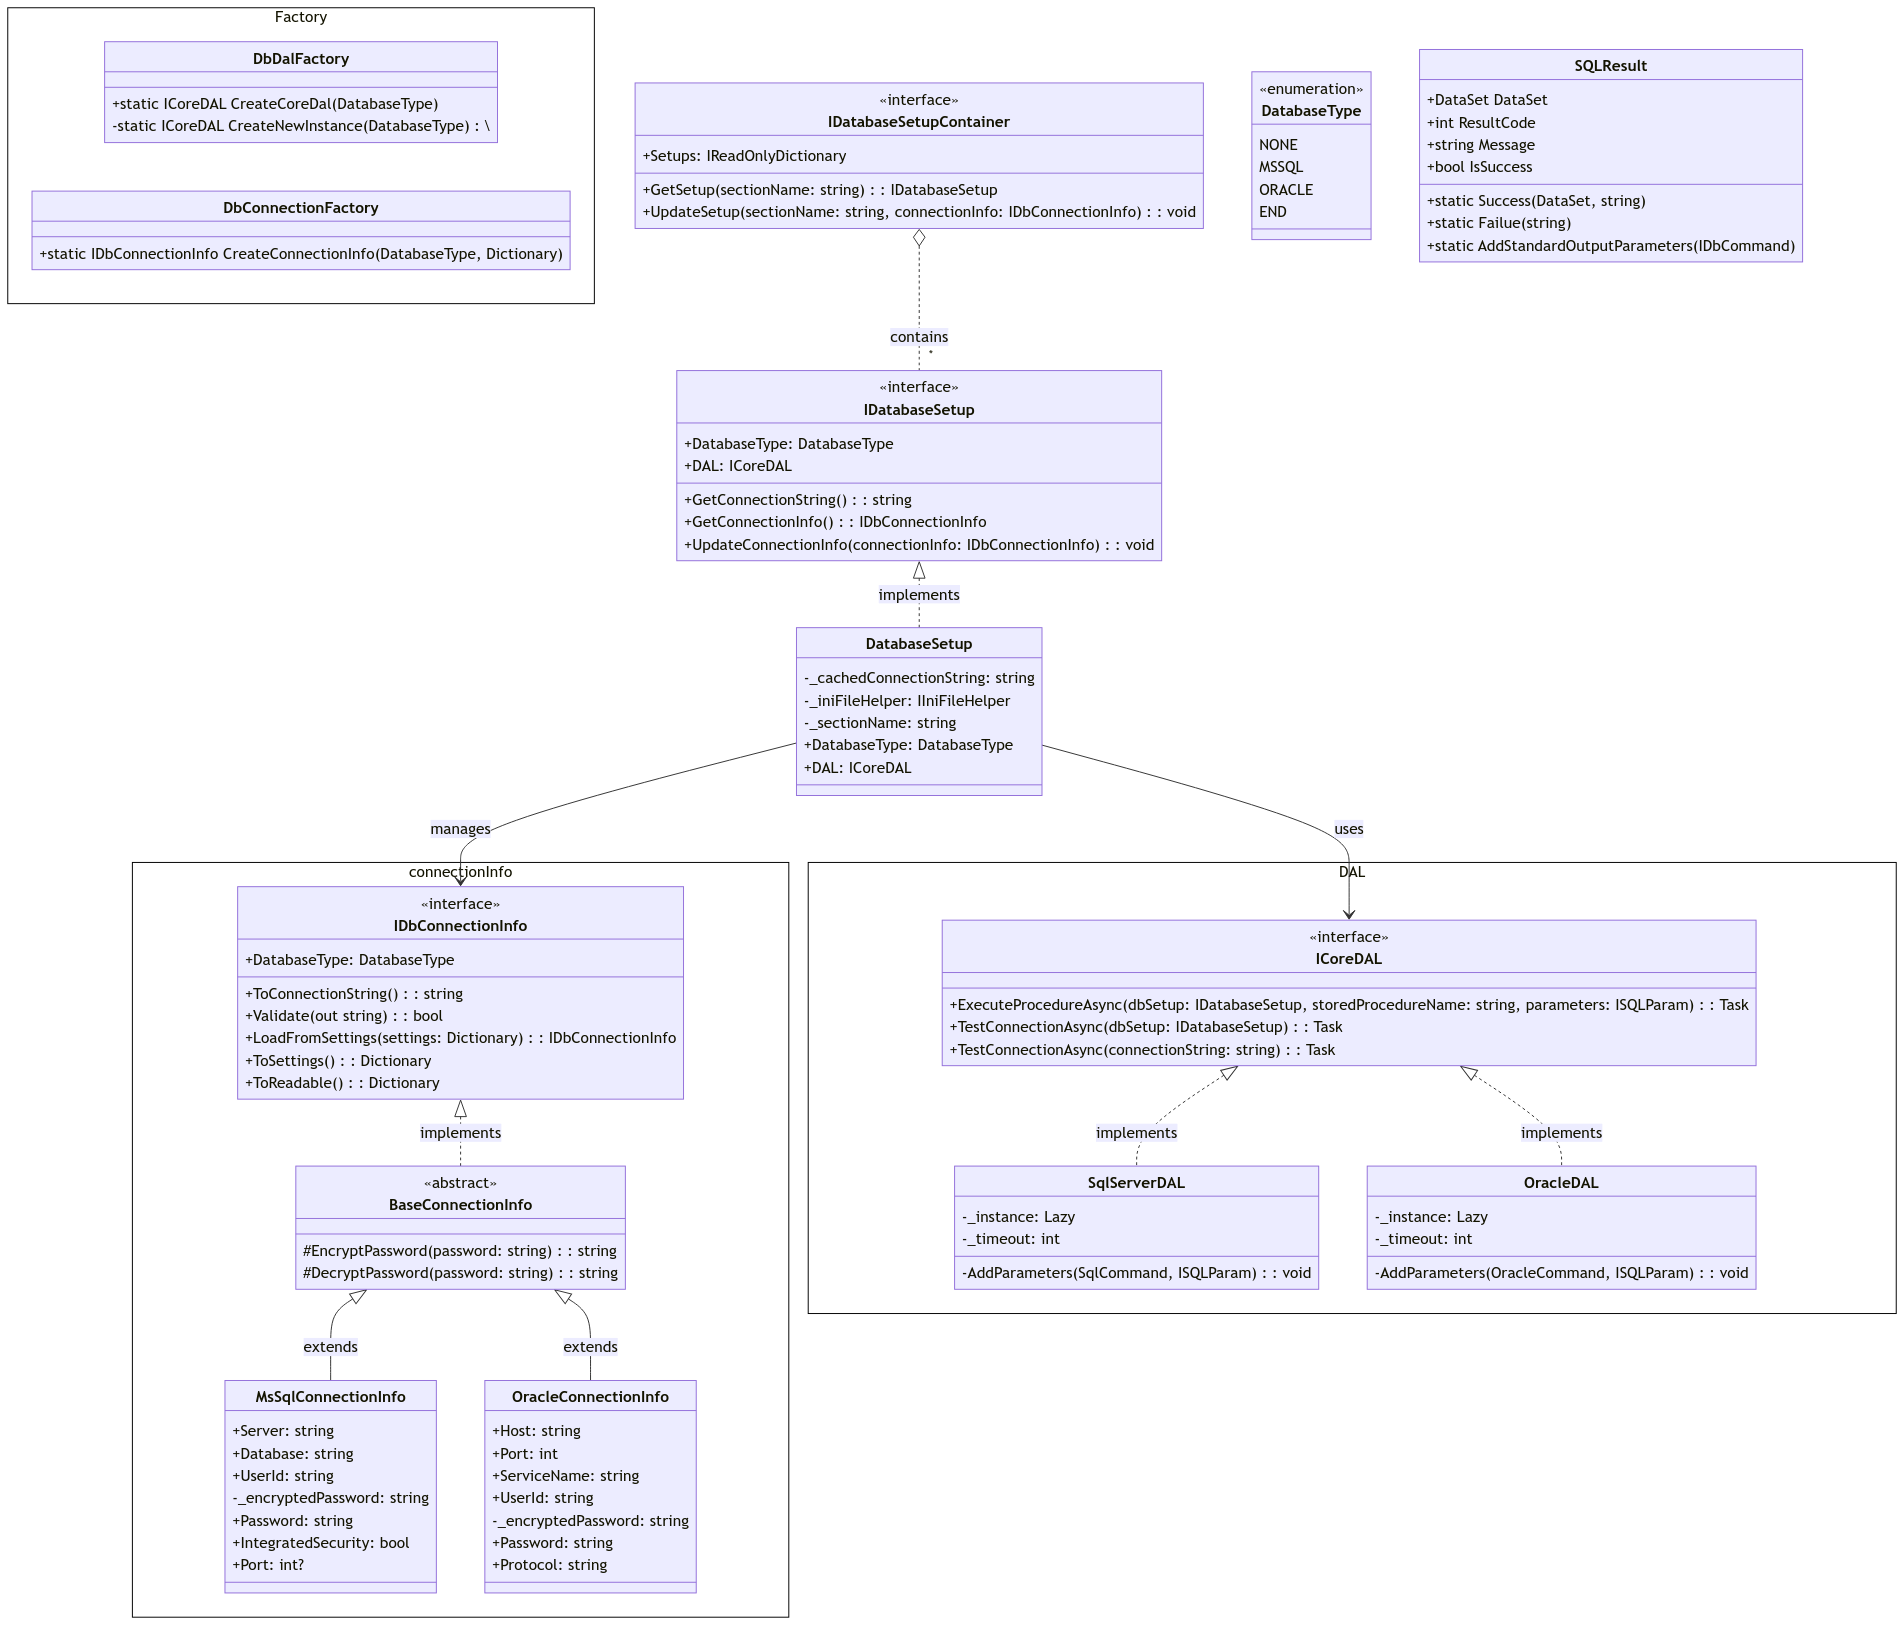 Factory
DbDalFactory
+static ICoreDAL CreateCoreDal(DatabaseType)
-static ICoreDAL CreateNewInstance(DatabaseType) : \
DbConnectionFactory
+static IDbConnectionInfo CreateConnectionInfo(DatabaseType, Dictionary)
«interface»
IDatabaseSetupContainer
+Setups: IReadOnlyDictionary
+GetSetup(sectionName: string) : : IDatabaseSetup
+UpdateSetup(sectionName: string, connectionInfo: IDbConnectionInfo) : : void
«enumeration»
DatabaseType
NONE
MSSQL
ORACLE
END
SQLResult
+DataSet DataSet
+int ResultCode
+string Message
+bool IsSuccess
+static Success(DataSet, string)
+static Failue(string)
+static AddStandardOutputParameters(IDbCommand)
contains
*
«interface»
IDatabaseSetup
+DatabaseType: DatabaseType
+DAL: ICoreDAL
+GetConnectionString() : : string
+GetConnectionInfo() : : IDbConnectionInfo
+UpdateConnectionInfo(connectionInfo: IDbConnectionInfo) : : void
implements
DatabaseSetup
-_cachedConnectionString: string
-_iniFileHelper: IIniFileHelper
-_sectionName: string
+DatabaseType: DatabaseType
+DAL: ICoreDAL
manages
uses
connectionInfo
«interface»
IDbConnectionInfo
+DatabaseType: DatabaseType
+ToConnectionString() : : string
+Validate(out string) : : bool
+LoadFromSettings(settings: Dictionary) : : IDbConnectionInfo
+ToSettings() : : Dictionary
+ToReadable() : : Dictionary
implements
«abstract»
BaseConnectionInfo
#EncryptPassword(password: string) : : string
#DecryptPassword(password: string) : : string
extends
extends
MsSqlConnectionInfo
+Server: string
+Database: string
+UserId: string
-_encryptedPassword: string
+Password: string
+IntegratedSecurity: bool
+Port: int?
OracleConnectionInfo
+Host: string
+Port: int
+ServiceName: string
+UserId: string
-_encryptedPassword: string
+Password: string
+Protocol: string
DAL
«interface»
ICoreDAL
+ExecuteProcedureAsync(dbSetup: IDatabaseSetup, storedProcedureName: string, parameters: ISQLParam) : : Task
+TestConnectionAsync(dbSetup: IDatabaseSetup) : : Task
+TestConnectionAsync(connectionString: string) : : Task
implements
implements
SqlServerDAL
-_instance: Lazy
-_timeout: int
-AddParameters(SqlCommand, ISQLParam) : : void
OracleDAL
-_instance: Lazy
-_timeout: int
-AddParameters(OracleCommand, ISQLParam) : : void